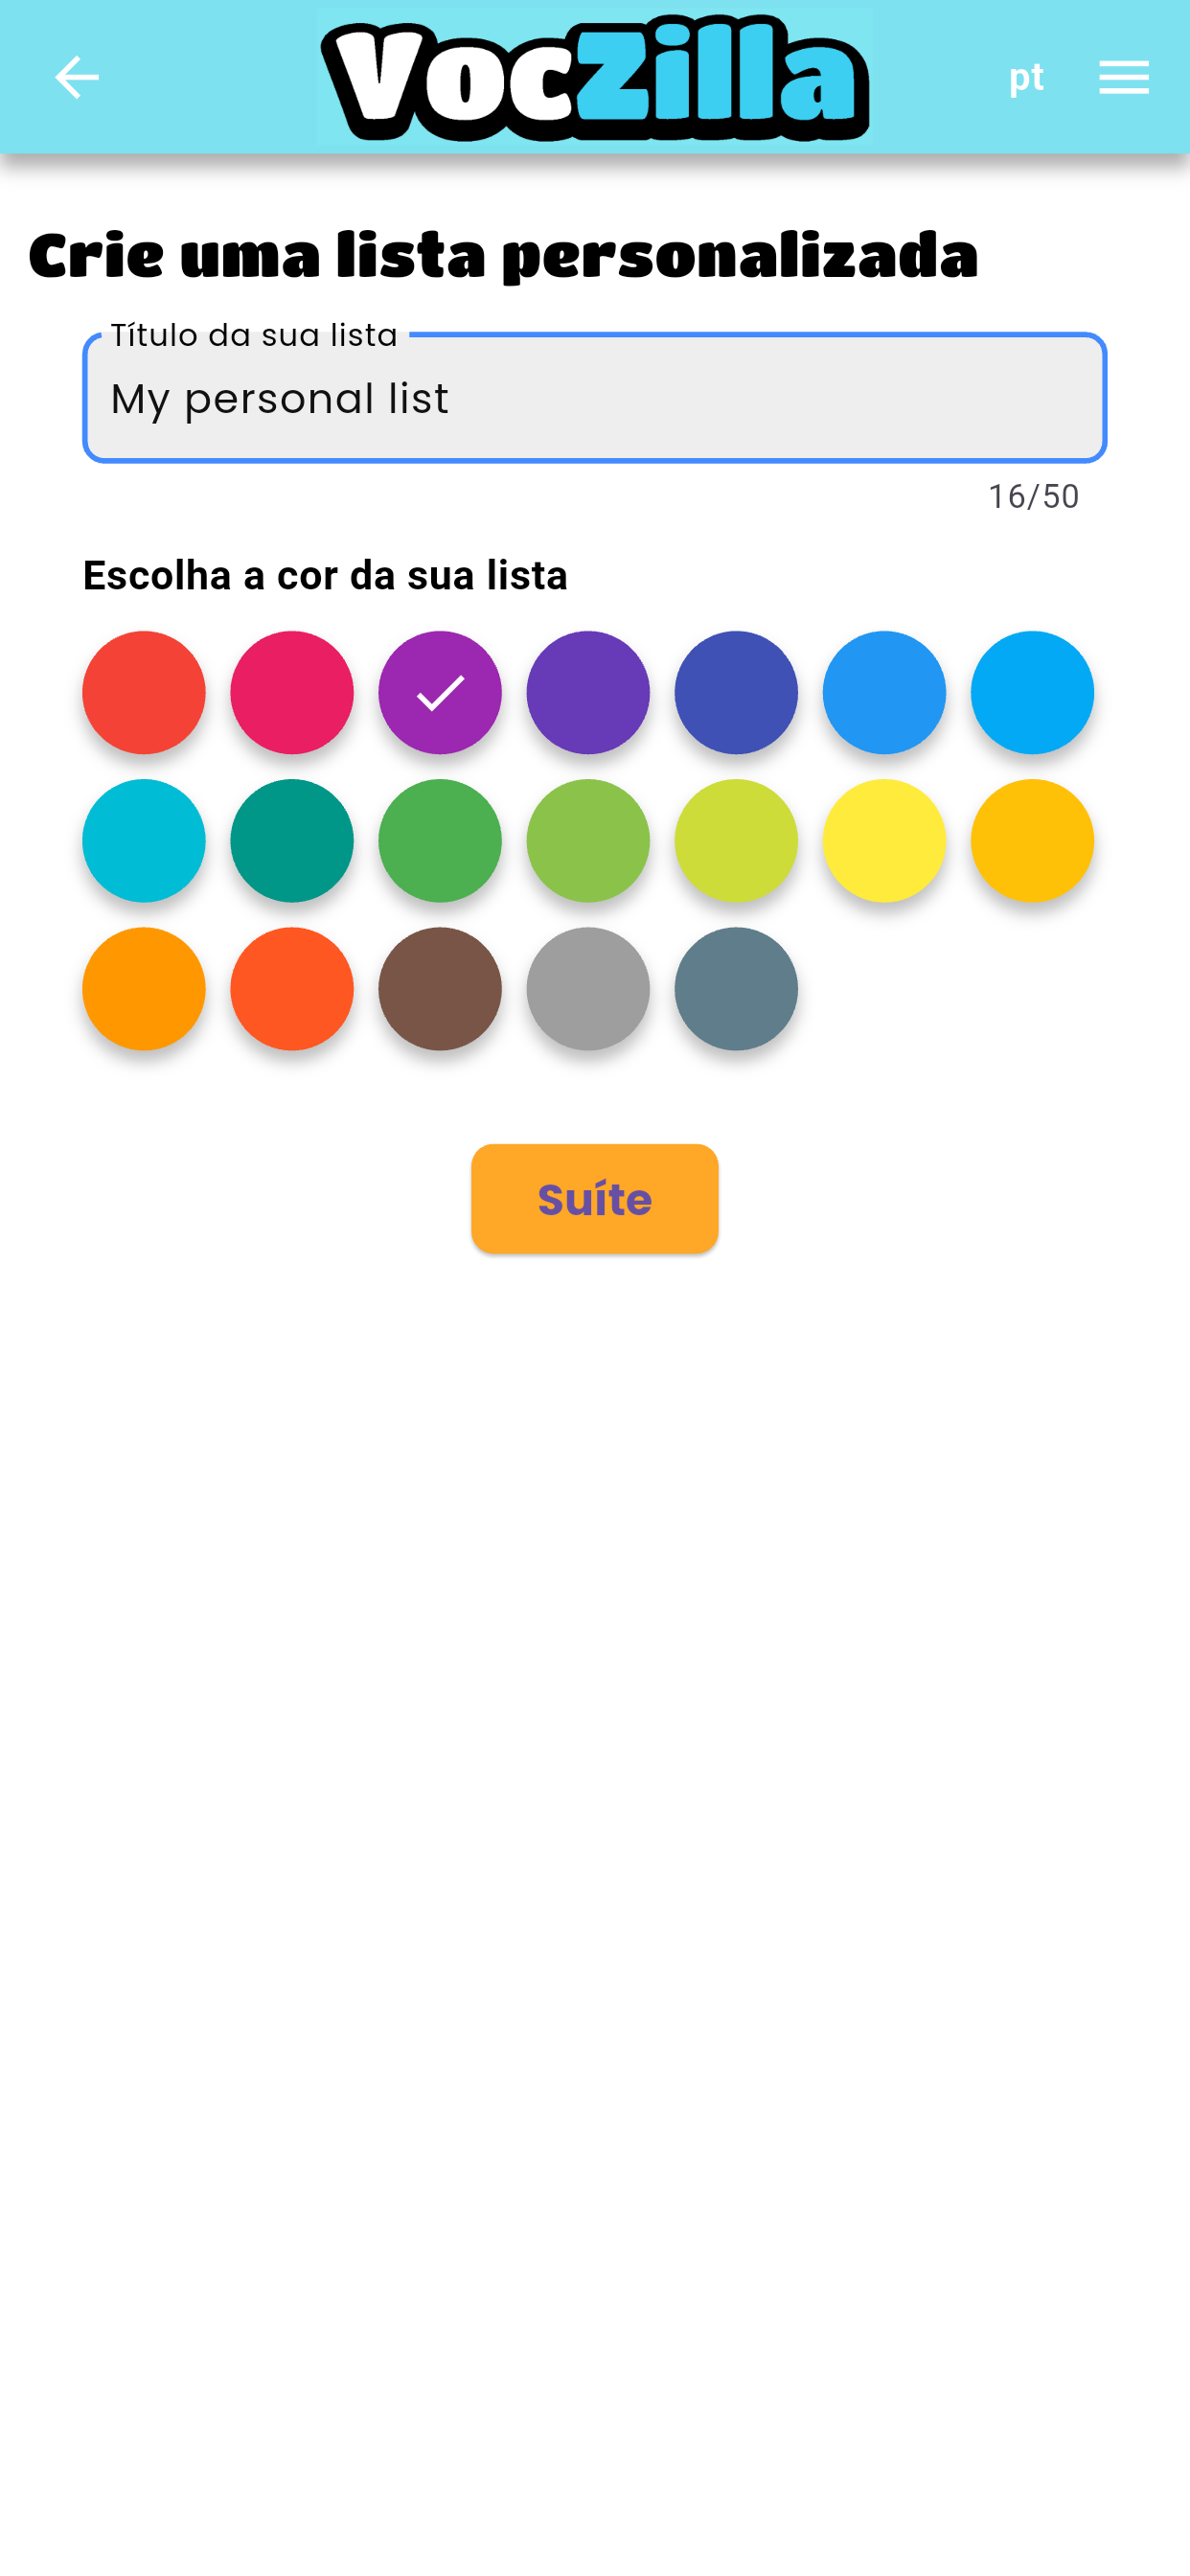 VocZilla
pt
Crie uma lista personalizada
Título da sua lista
My personal list
16/50
Escolha a cor da sua lista
Suíte